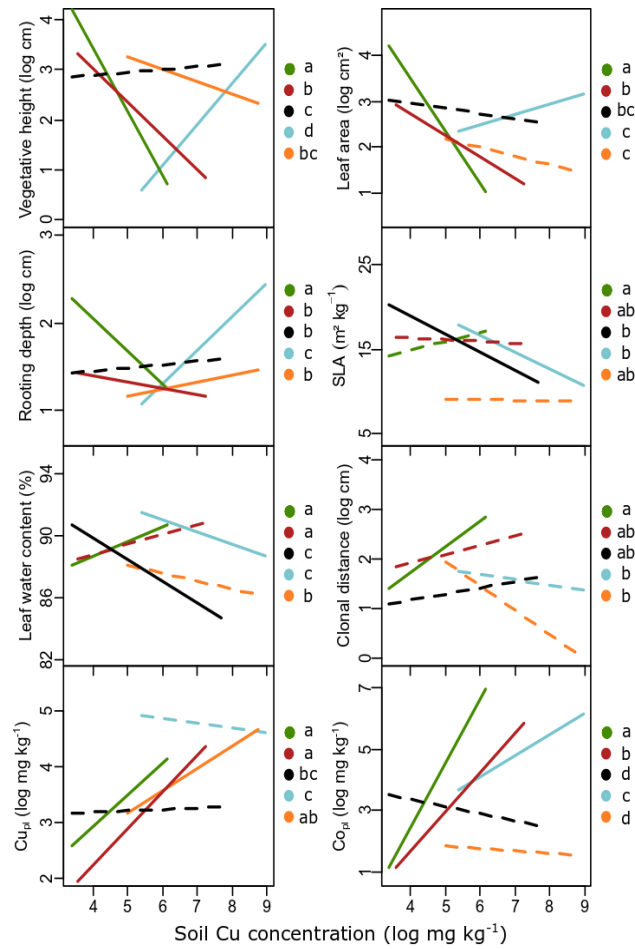 Vegetative height (log cm)
0 1 2 3 4
a
b
c
d
bc
Leaf area (log cm²)
1 2 3 4
a
b
bc
c
c
Rooting depth (log cm)
1 2 3
a
b
b
c
b
SLA (m² kg⁻¹)
5 15 25
a
ab
b
b
ab
Leaf water content (%)
82 86 90 94
a
a
c
c
b
Clonal distance (log cm)
0 1 2 3 4
a
ab
ab
b
b
Cupl (log mg kg⁻¹)
2 3 4 5
a
a
bc
c
ab
Copl (log mg kg⁻¹)
1 3 5 7
a
b
d
c
d
4 5 6 7 8 9
4 5 6 7 8 9
Soil Cu concentration (log mg kg⁻¹)